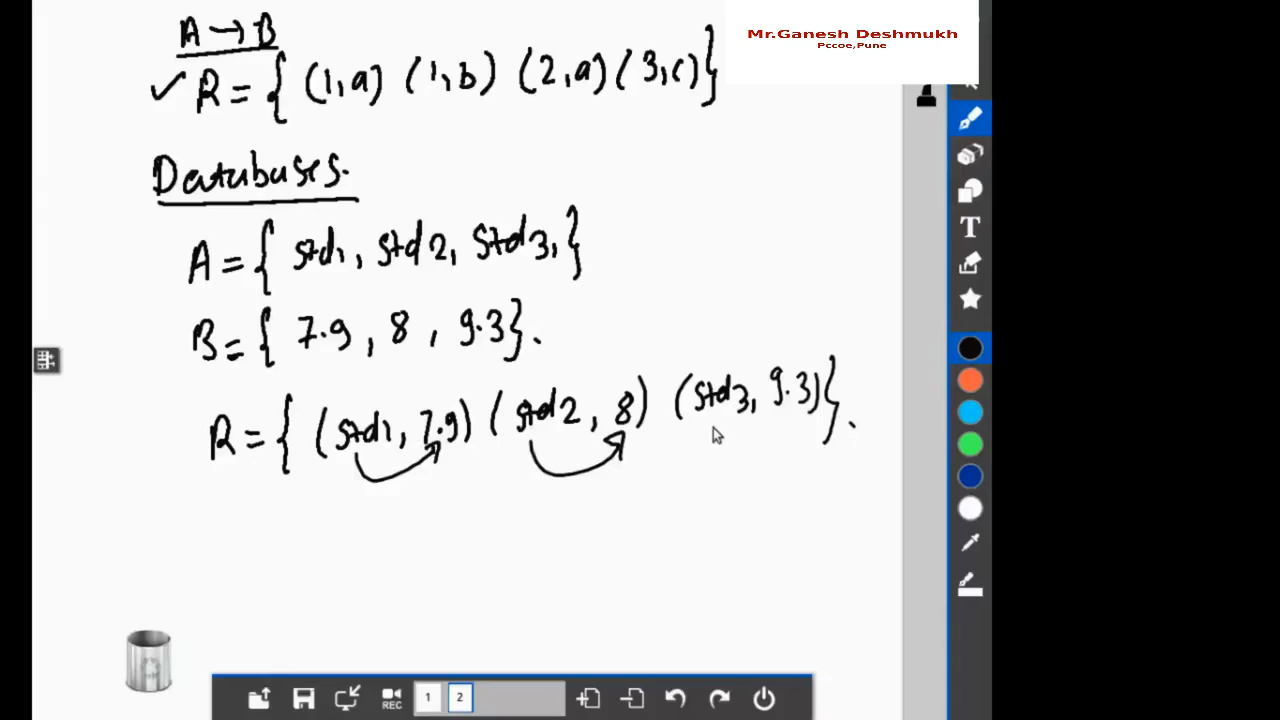 Mr.Ganesh Deshmukh
Pccoe,Pune
A → B
✓ R = { (1,a) (1,b) (2,a) (3,c) }
Databases.
A = { std1, std2, std3, }
B = { 7.9 , 8 , 9.3 }.
R = { (std1, 7.9) (std2, 8) (std3, 9.3) }.
T
REC
1
2